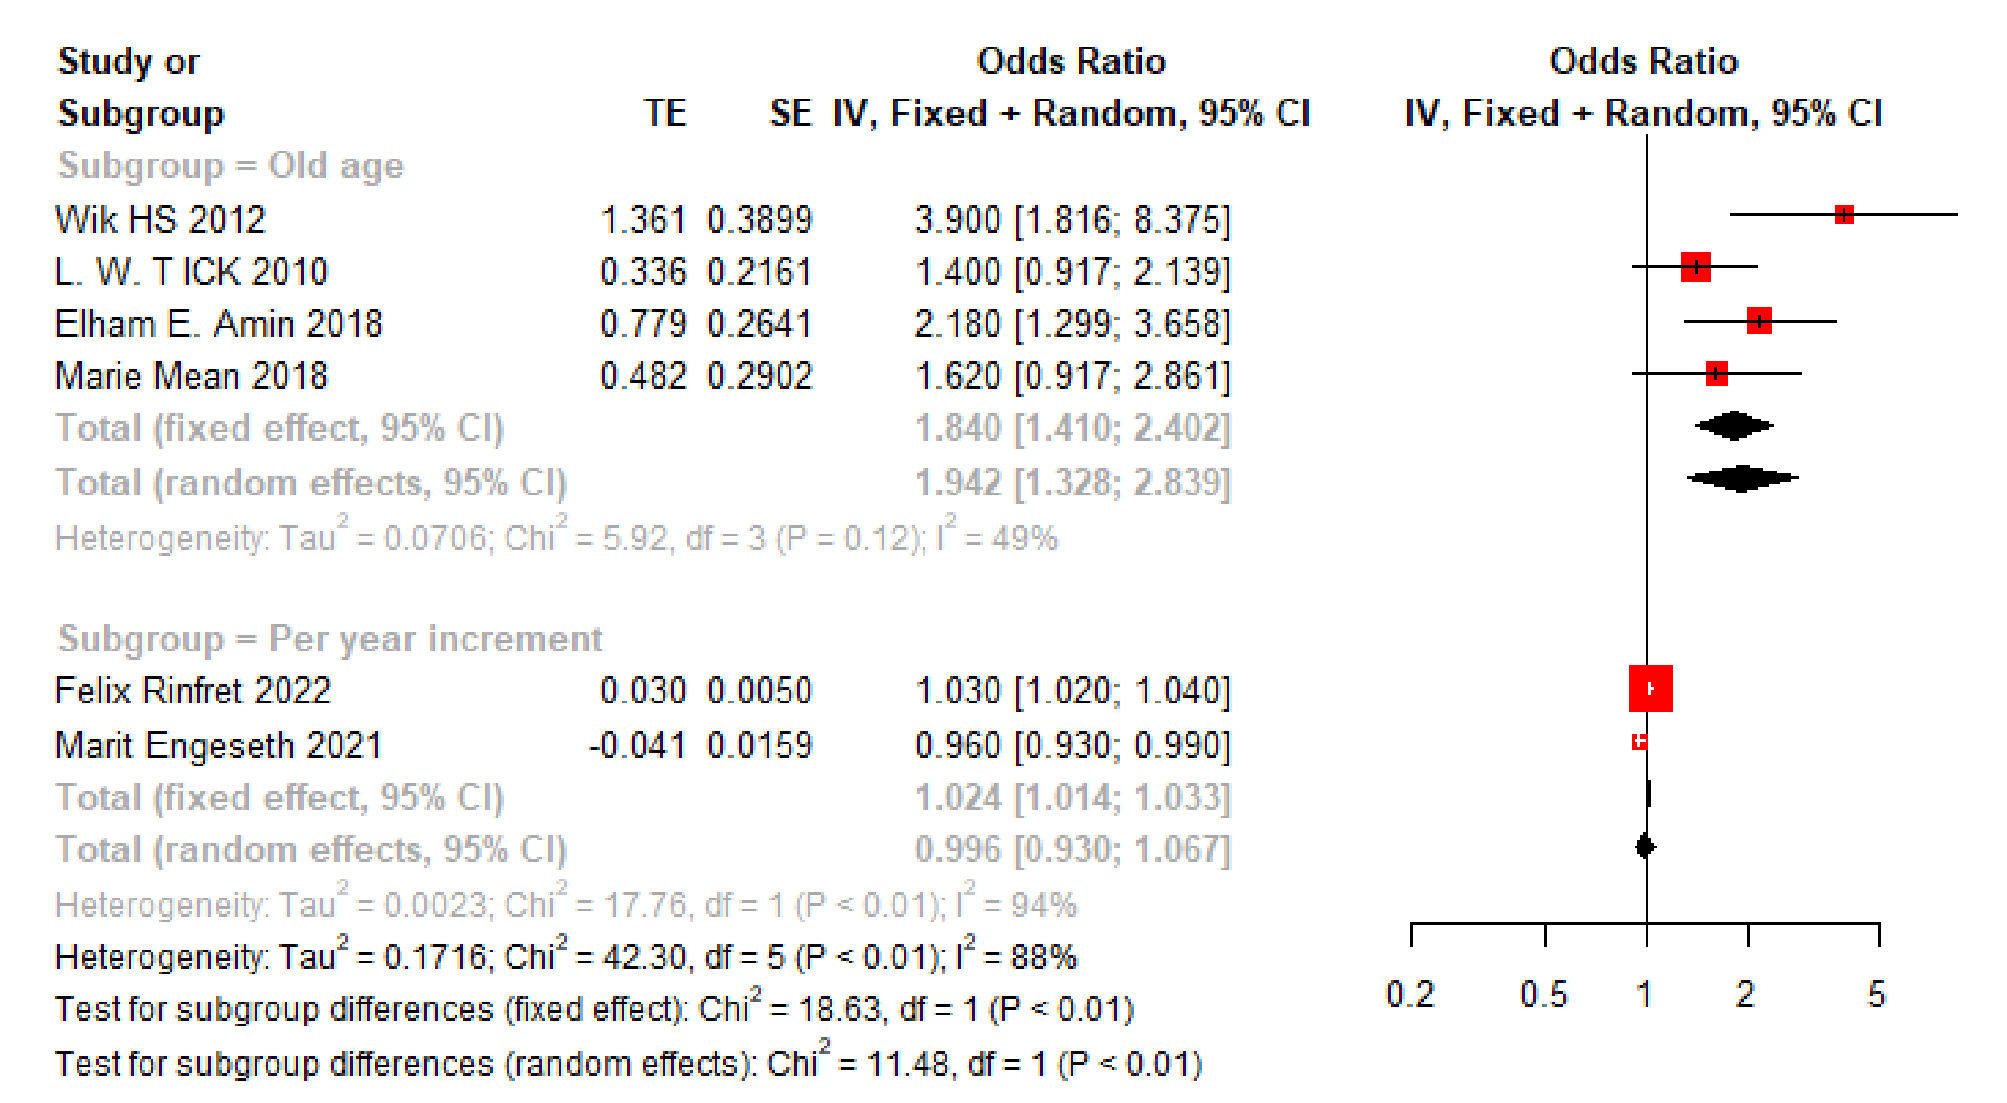 Study or Odds Ratio Odds Ratio
Subgroup TE SE IV, Fixed + Random, 95% CI IV, Fixed + Random, 95% CI
Subgroup = Old age
Wik HS 2012 1.361 0.3899 3.900 [1.816; 8.375]
L. W. T ICK 2010 0.336 0.2161 1.400 [0.917; 2.139]
Elham E. Amin 2018 0.779 0.2641 2.180 [1.299; 3.658]
Marie Mean 2018 0.482 0.2902 1.620 [0.917; 2.861]
Total (fixed effect, 95% CI) 1.840 [1.410; 2.402]
Total (random effects, 95% CI) 1.942 [1.328; 2.839]
Heterogeneity: Tau² = 0.0706; Chi² = 5.92, df = 3 (P = 0.12); I² = 49%
Subgroup = Per year increment
Felix Rinfret 2022 0.030 0.0050 1.030 [1.020; 1.040]
Marit Engeseth 2021 -0.041 0.0159 0.960 [0.930; 0.990]
Total (fixed effect, 95% CI) 1.024 [1.014; 1.033]
Total (random effects, 95% CI) 0.996 [0.930; 1.067]
Heterogeneity: Tau² = 0.0023; Chi² = 17.76, df = 1 (P < 0.01); I² = 94%
Heterogeneity: Tau² = 0.1716; Chi² = 42.30, df = 5 (P < 0.01); I² = 88%
0.2 0.5 1 2 5
Test for subgroup differences (fixed effect): Chi² = 18.63, df = 1 (P < 0.01)
Test for subgroup differences (random effects): Chi² = 11.48, df = 1 (P < 0.01)